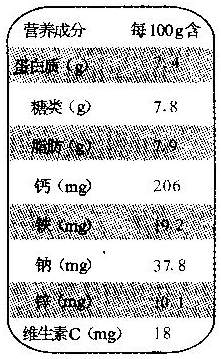 营养成分 每100g含
蛋白质(g) 7.4
糖类(g) 7.8
脂肪(g) 7.9
钙(mg) 206
铁(mg) 19.2
钠(mg) 37.8
锌(mg) 10.1
维生素C(mg) 18